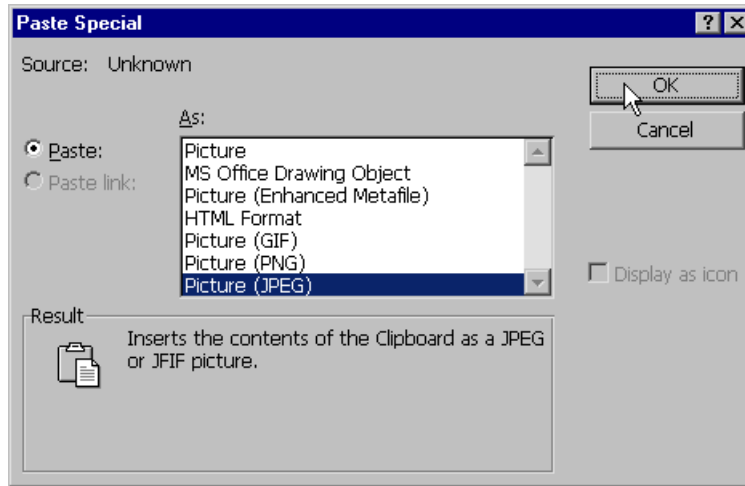 Paste Special
Source: Unknown
As:
Paste:
Paste link:
Picture
MS Office Drawing Object
Picture (Enhanced Metafile)
HTML Format
Picture (GIF)
Picture (PNG)
Picture (JPEG)
OK
Cancel
Display as icon
Result
Inserts the contents of the Clipboard as a JPEG
or JFIF picture.